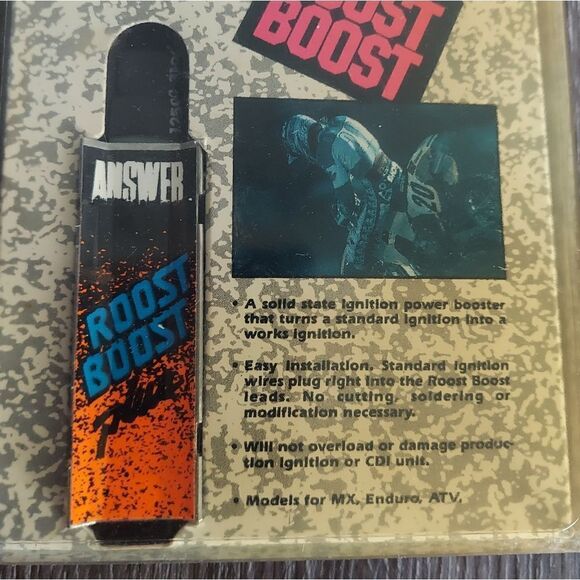 ROOST
BOOST
ANSWER
ROOST
BOOST
• A solid state ignition power booster
that turns a standard ignition into a
works ignition.
• Easy installation. Standard ignition
wires plug right into the Roost Boost
leads. No cutting, soldering or
modification necessary.
• Will not overload or damage produc-
tion ignition or CDI unit.
• Models for MX, Enduro, ATV.
20